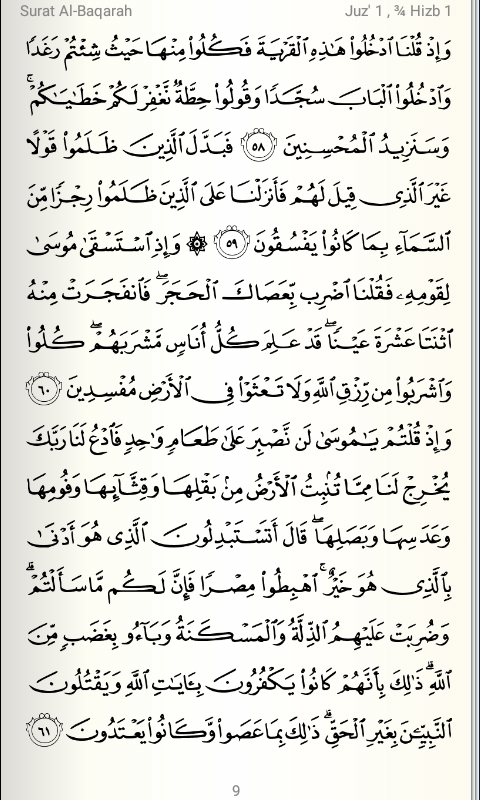 Surat Al-Baqarah Juz' 1 , ¾ Hizb 1
وَإِذْ قُلْنَا ٱدْخُلُوا۟ هَـٰذِهِ ٱلْقَرْيَةَ فَكُلُوا۟ مِنْهَا حَيْثُ شِئْتُمْ رَغَدًا
وَٱدْخُلُوا۟ ٱلْبَابَ سُجَّدًا وَقُولُوا۟ حِطَّةٌ نَّغْفِرْ لَكُمْ خَطَـٰيَـٰكُمْ ۚ
وَسَنَزِيدُ ٱلْمُحْسِنِينَ ٥٨ فَبَدَّلَ ٱلَّذِينَ ظَلَمُوا۟ قَوْلًا
غَيْرَ ٱلَّذِى قِيلَ لَهُمْ فَأَنزَلْنَا عَلَى ٱلَّذِينَ ظَلَمُوا۟ رِجْزًا مِّنَ
ٱلسَّمَآءِ بِمَا كَانُوا۟ يَفْسُقُونَ ٥٩ ۞ وَإِذِ ٱسْتَسْقَىٰ مُوسَىٰ
لِقَوْمِهِۦ فَقُلْنَا ٱضْرِب بِّعَصَاكَ ٱلْحَجَرَ ۖ فَٱنفَجَرَتْ مِنْهُ
ٱثْنَتَا عَشْرَةَ عَيْنًا ۖ قَدْ عَلِمَ كُلُّ أُنَاسٍ مَّشْرَبَهُمْ ۖ كُلُوا۟
وَٱشْرَبُوا۟ مِن رِّزْقِ ٱللَّهِ وَلَا تَعْثَوْا۟ فِى ٱلْأَرْضِ مُفْسِدِينَ ٦٠
وَإِذْ قُلْتُمْ يَـٰمُوسَىٰ لَن نَّصْبِرَ عَلَىٰ طَعَامٍ وَٰحِدٍ فَٱدْعُ لَنَا رَبَّكَ
يُخْرِجْ لَنَا مِمَّا تُنۢبِتُ ٱلْأَرْضُ مِنۢ بَقْلِهَا وَقِثَّآئِهَا وَفُومِهَا
وَعَدَسِهَا وَبَصَلِهَا ۖ قَالَ أَتَسْتَبْدِلُونَ ٱلَّذِى هُوَ أَدْنَىٰ
بِٱلَّذِى هُوَ خَيْرٌ ۚ ٱهْبِطُوا۟ مِصْرًا فَإِنَّ لَكُم مَّا سَأَلْتُمْ ۗ
وَضُرِبَتْ عَلَيْهِمُ ٱلذِّلَّةُ وَٱلْمَسْكَنَةُ وَبَآءُو بِغَضَبٍ مِّنَ
ٱللَّهِ ۗ ذَٰلِكَ بِأَنَّهُمْ كَانُوا۟ يَكْفُرُونَ بِـَٔايَـٰتِ ٱللَّهِ وَيَقْتُلُونَ
ٱلنَّبِيِّـۧنَ بِغَيْرِ ٱلْحَقِّ ۗ ذَٰلِكَ بِمَا عَصَوا۟ وَّكَانُوا۟ يَعْتَدُونَ ٦١
9